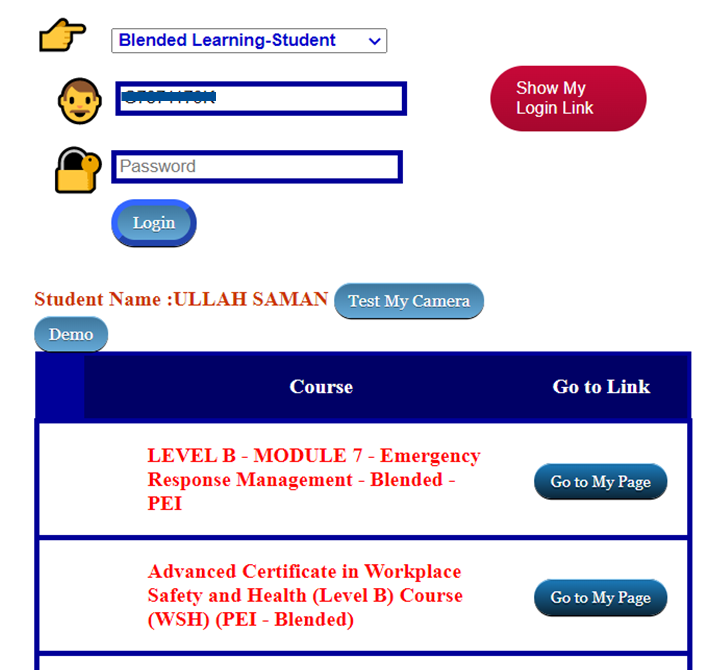 Blended Learning-Student
Show My
Login Link
Password
Login
Student Name :ULLAH SAMAN
Test My Camera
Demo
Course
Go to Link
LEVEL B - MODULE 7 - Emergency
Response Management - Blended -
PEI
Go to My Page
Advanced Certificate in Workplace
Safety and Health (Level B) Course
(WSH) (PEI - Blended)
Go to My Page